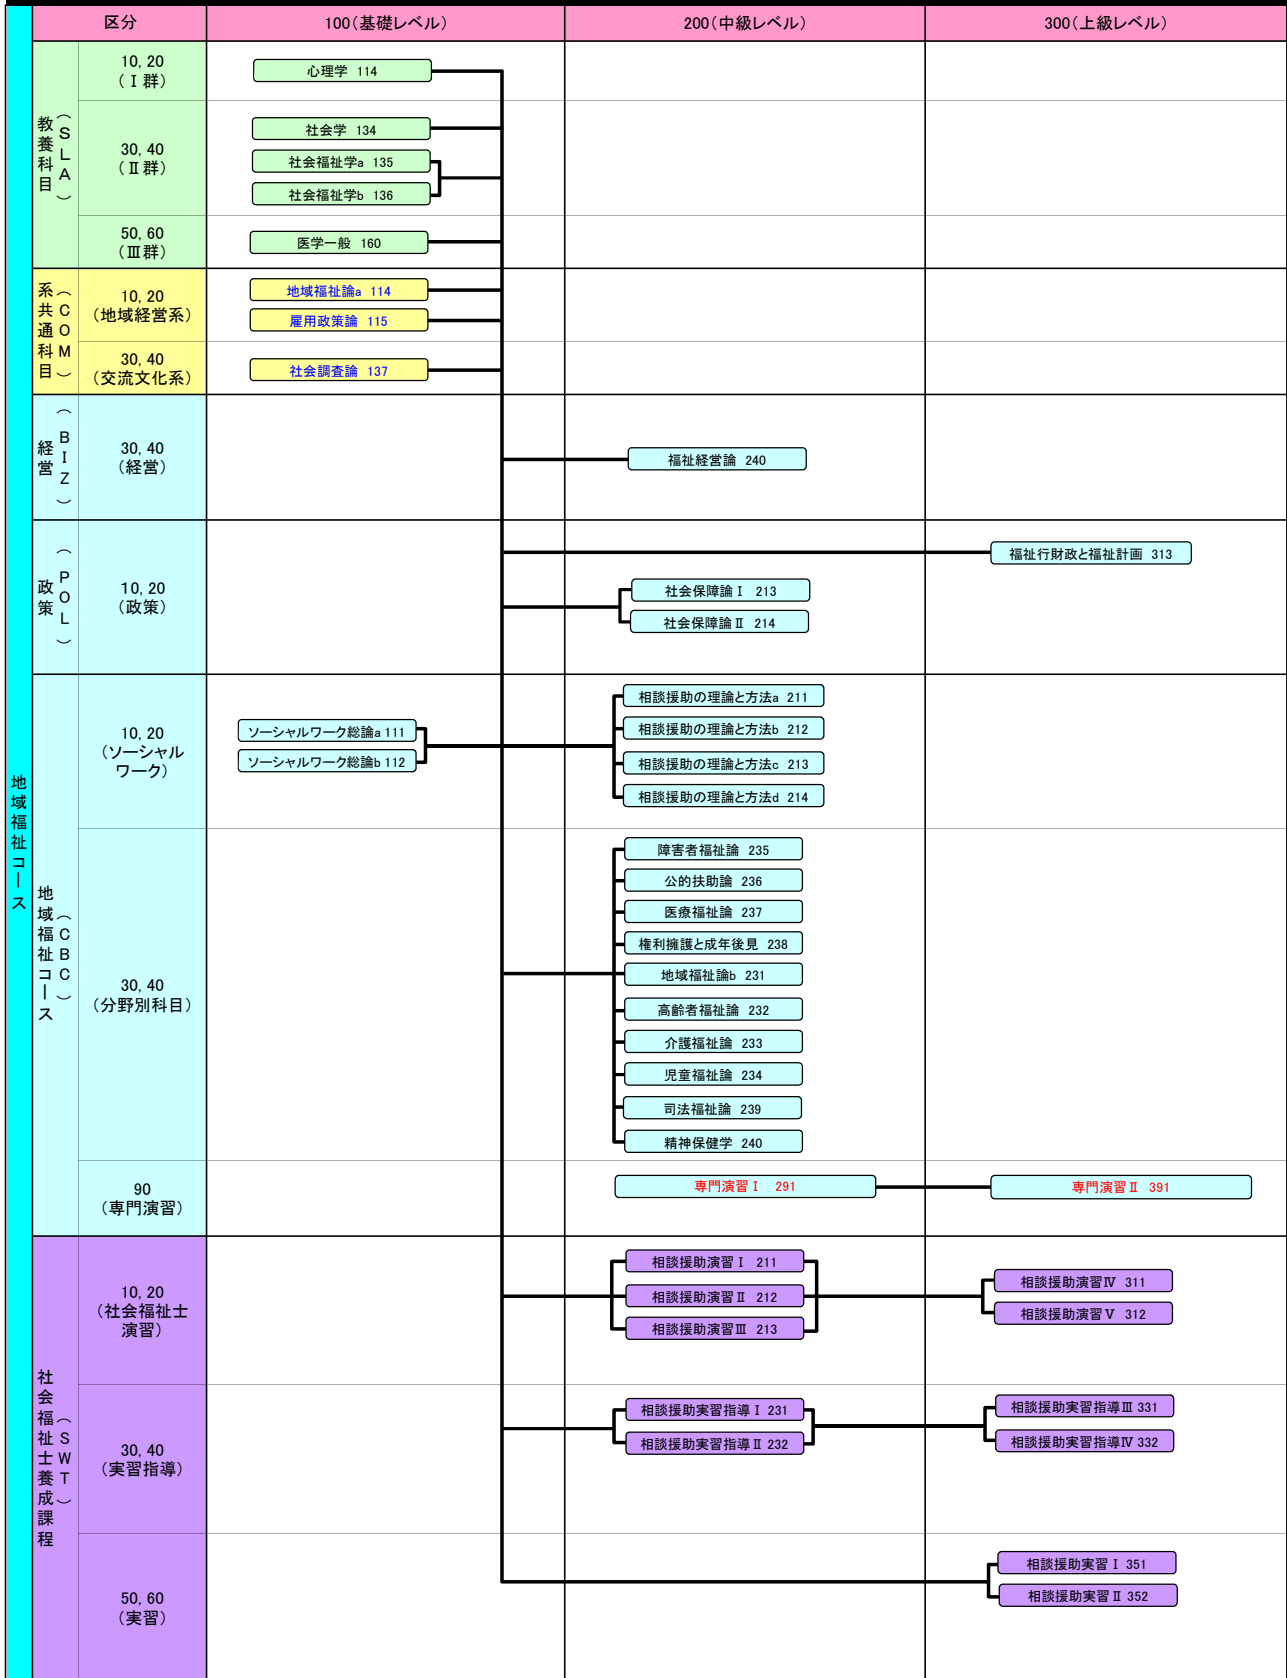 区分
100(基礎レベル)
200(中級レベル)
300(上級レベル)
地域福祉コース
教養科目
(SLA)
10, 20
(Ⅰ群)
心理学 114
30, 40
(Ⅱ群)
社会学 134
社会福祉学a 135
社会福祉学b 136
50, 60
(Ⅲ群)
医学一般 160
系共通科目
(COM)
10, 20
(地域経営系)
地域福祉論a 114
雇用政策論 115
30, 40
(交流文化系)
社会調査論 137
経営
(BIZ)
30, 40
(経営)
福祉経営論 240
政策
(POL)
10, 20
(政策)
福祉行財政と福祉計画 313
社会保障論Ⅰ 213
社会保障論Ⅱ 214
地域福祉コース
(CBC)
10, 20
(ソーシャル
ワーク)
ソーシャルワーク総論a 111
ソーシャルワーク総論b 112
相談援助の理論と方法a 211
相談援助の理論と方法b 212
相談援助の理論と方法c 213
相談援助の理論と方法d 214
30, 40
(分野別科目)
障害者福祉論 235
公的扶助論 236
医療福祉論 237
権利擁護と成年後見 238
地域福祉論b 231
高齢者福祉論 232
介護福祉論 233
児童福祉論 234
司法福祉論 239
精神保健学 240
90
(専門演習)
専門演習Ⅰ 291
専門演習Ⅱ 391
社会福祉士養成課程
(SWT)
10, 20
(社会福祉士
演習)
相談援助演習Ⅰ 211
相談援助演習Ⅱ 212
相談援助演習Ⅲ 213
相談援助演習Ⅳ 311
相談援助演習Ⅴ 312
30, 40
(実習指導)
相談援助実習指導Ⅰ 231
相談援助実習指導Ⅱ 232
相談援助実習指導Ⅲ 331
相談援助実習指導Ⅳ 332
50, 60
(実習)
相談援助実習Ⅰ 351
相談援助実習Ⅱ 352